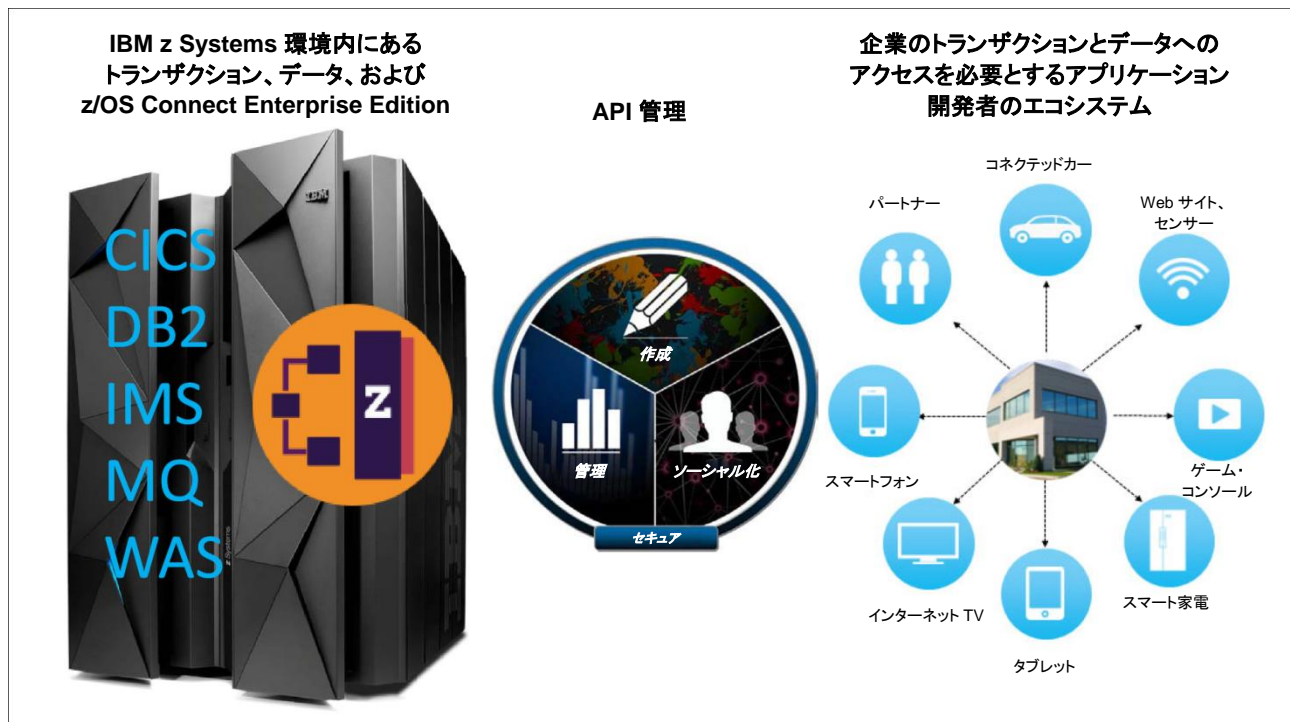 IBM z Systems 環境内にある
トランザクション、データ、および
z/OS Connect Enterprise Edition
API 管理
企業のトランザクションとデータへの
アクセスを必要とするアプリケーション
開発者のエコシステム
IBM
CICS
DB2
IMS
MQ
WAS
z Systems
Z
作成
管理
ソーシャル化
セキュア
コネクテッドカー
パートナー
Web サイト、
センサー
スマートフォン
ゲーム・
コンソール
インターネット TV
スマート家電
タブレット